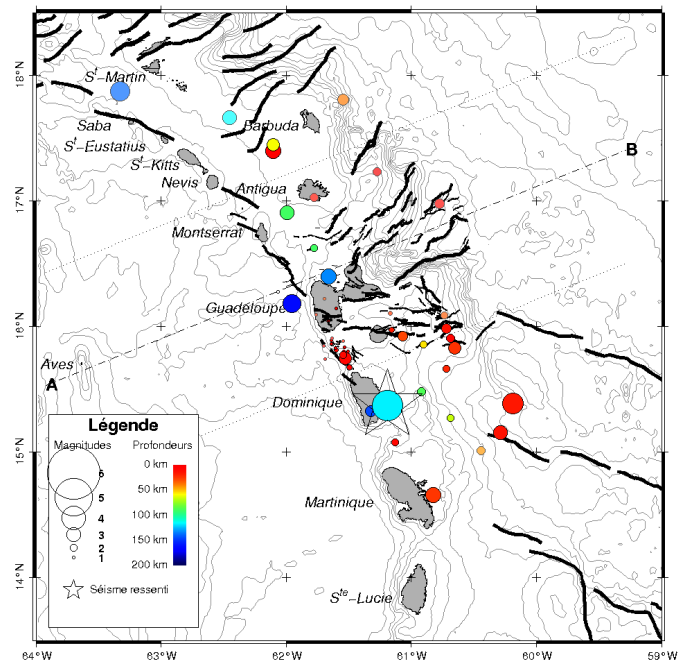 18°N
17°N
16°N
15°N
14°N
64°W
63°W
62°W
61°W
60°W
59°W
Sᵗ-Martin
Saba
Sᵗ-Eustatius
Sᵗ-Kitts
Nevis
Barbuda
Antigua
Montserrat
Guadeloupe
Aves
A
B
Dominique
Martinique
Sᵗᵉ-Lucie
Légende
Magnitudes
Profondeurs
6
5
4
3
2
1
0 km
50 km
100 km
150 km
200 km
Séisme ressenti